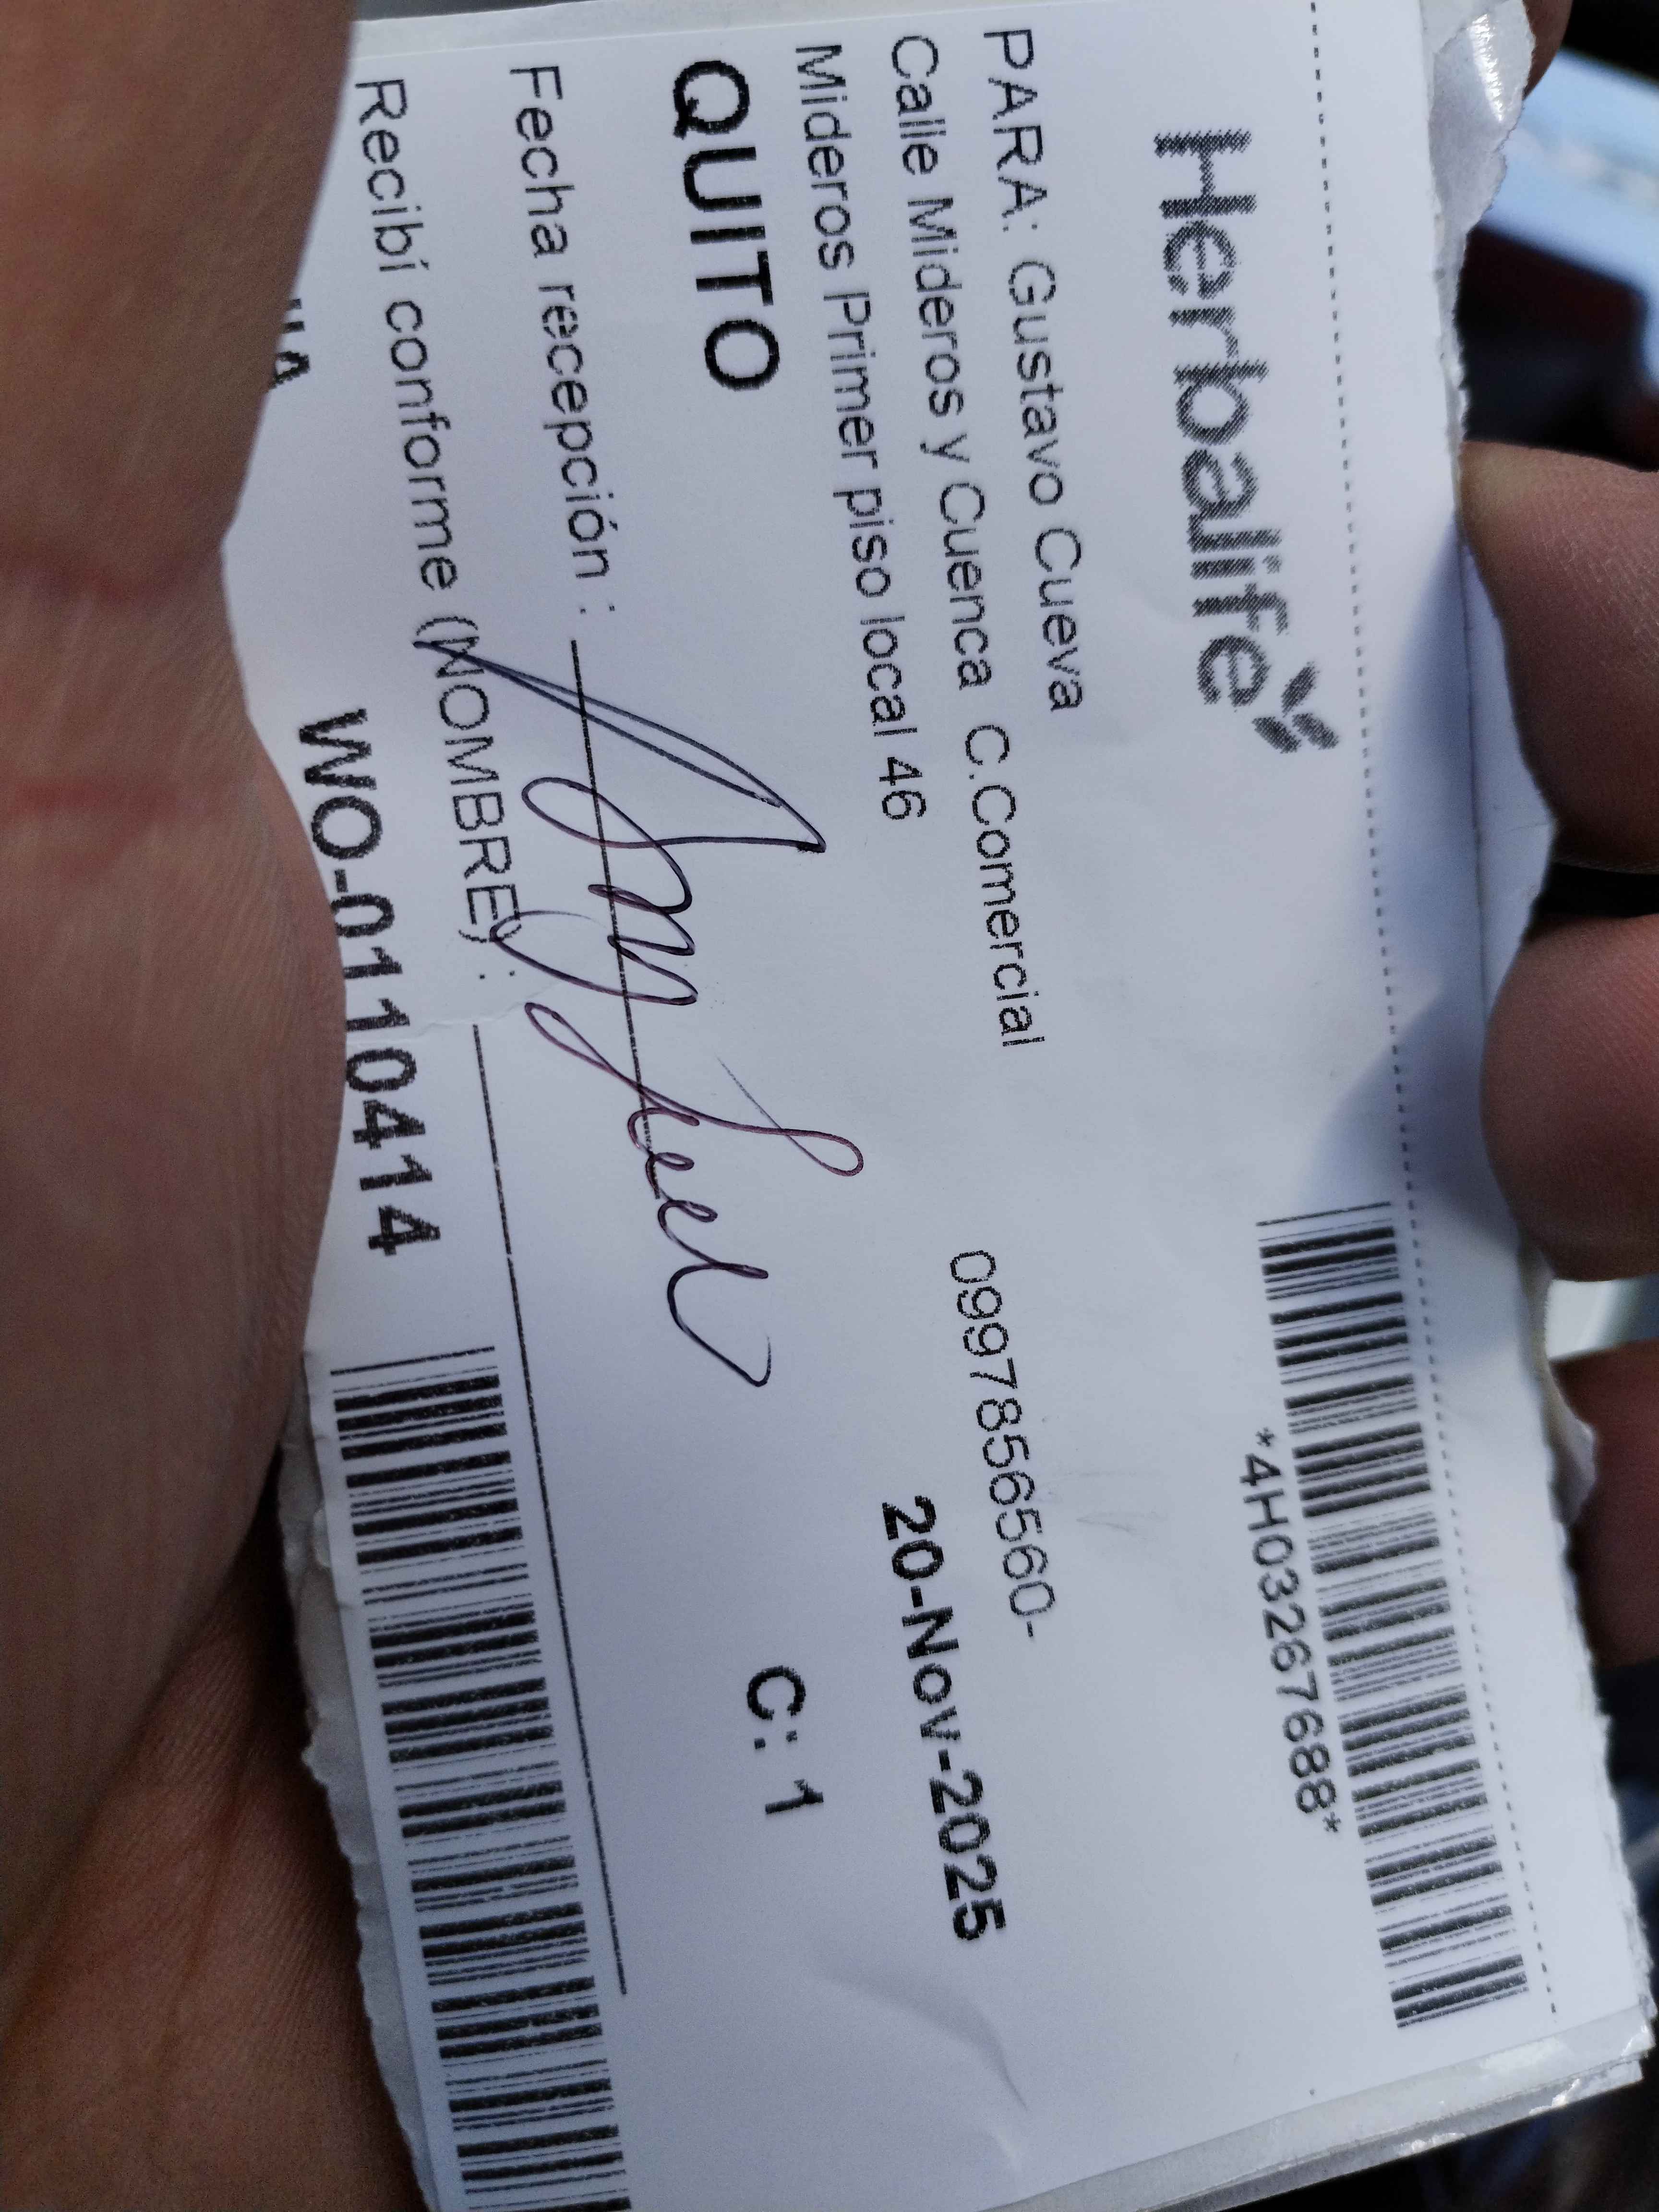 Herbalife
*4H03267688*
PARA: Gustavo Cueva
Calle Mideros y Cuenca C.Comercial
0997856560-
Mideros Primer piso local 46
20-Nov-2025
QUITO
C: 1
Fecha recepción :
Recibí conforme (NOMBRE) :
WO-0110414